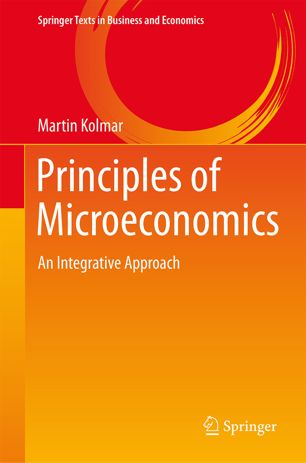 Springer Texts in Business and Economics
Martin Kolmar
Principles of
Microeconomics
An Integrative Approach
Springer